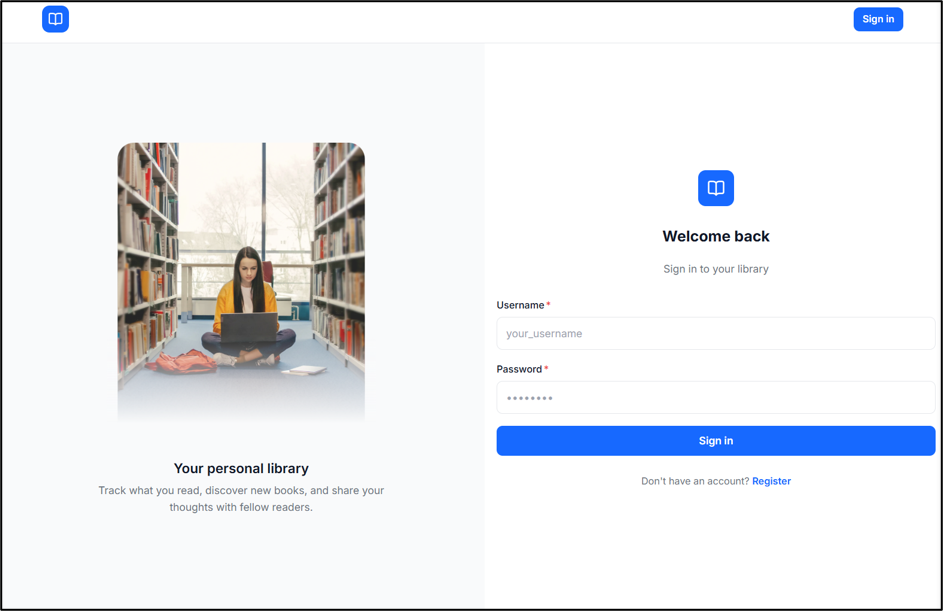 Sign in
Your personal library
Track what you read, discover new books, and share your
thoughts with fellow readers.
Welcome back
Sign in to your library
Username*
your_username
Password*
••••••••
Sign in
Don't have an account? Register